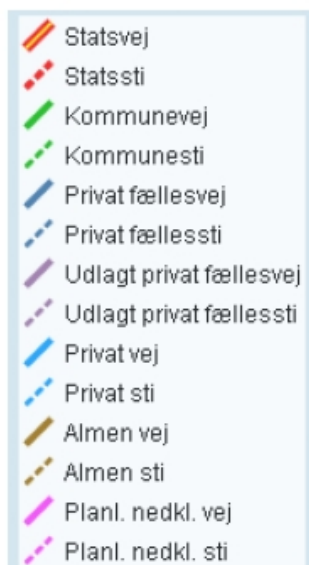 Statsvej
Statssti
Kommunevej
Kommunesti
Privat fællesvej
Privat fællessti
Udlagt privat fællesvej
Udlagt privat fællessti
Privat vej
Privat sti
Almen vej
Almen sti
Planl. nedkl. vej
Planl. nedkl. sti